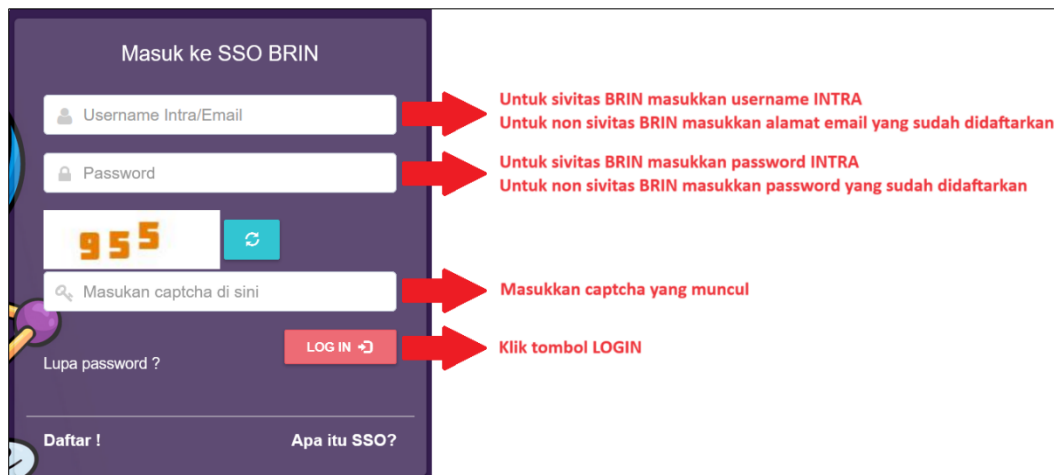 Masuk ke SSO BRIN
Username Intra/Email
Untuk sivitas BRIN masukkan username INTRA
Untuk non sivitas BRIN masukkan alamat email yang sudah didaftarkan
Password
Untuk sivitas BRIN masukkan password INTRA
Untuk non sivitas BRIN masukkan password yang sudah didaftarkan
955
Masukan captcha di sini
Masukkan captcha yang muncul
LOG IN
Klik tombol LOGIN
Lupa password ?
Daftar !
Apa itu SSO?